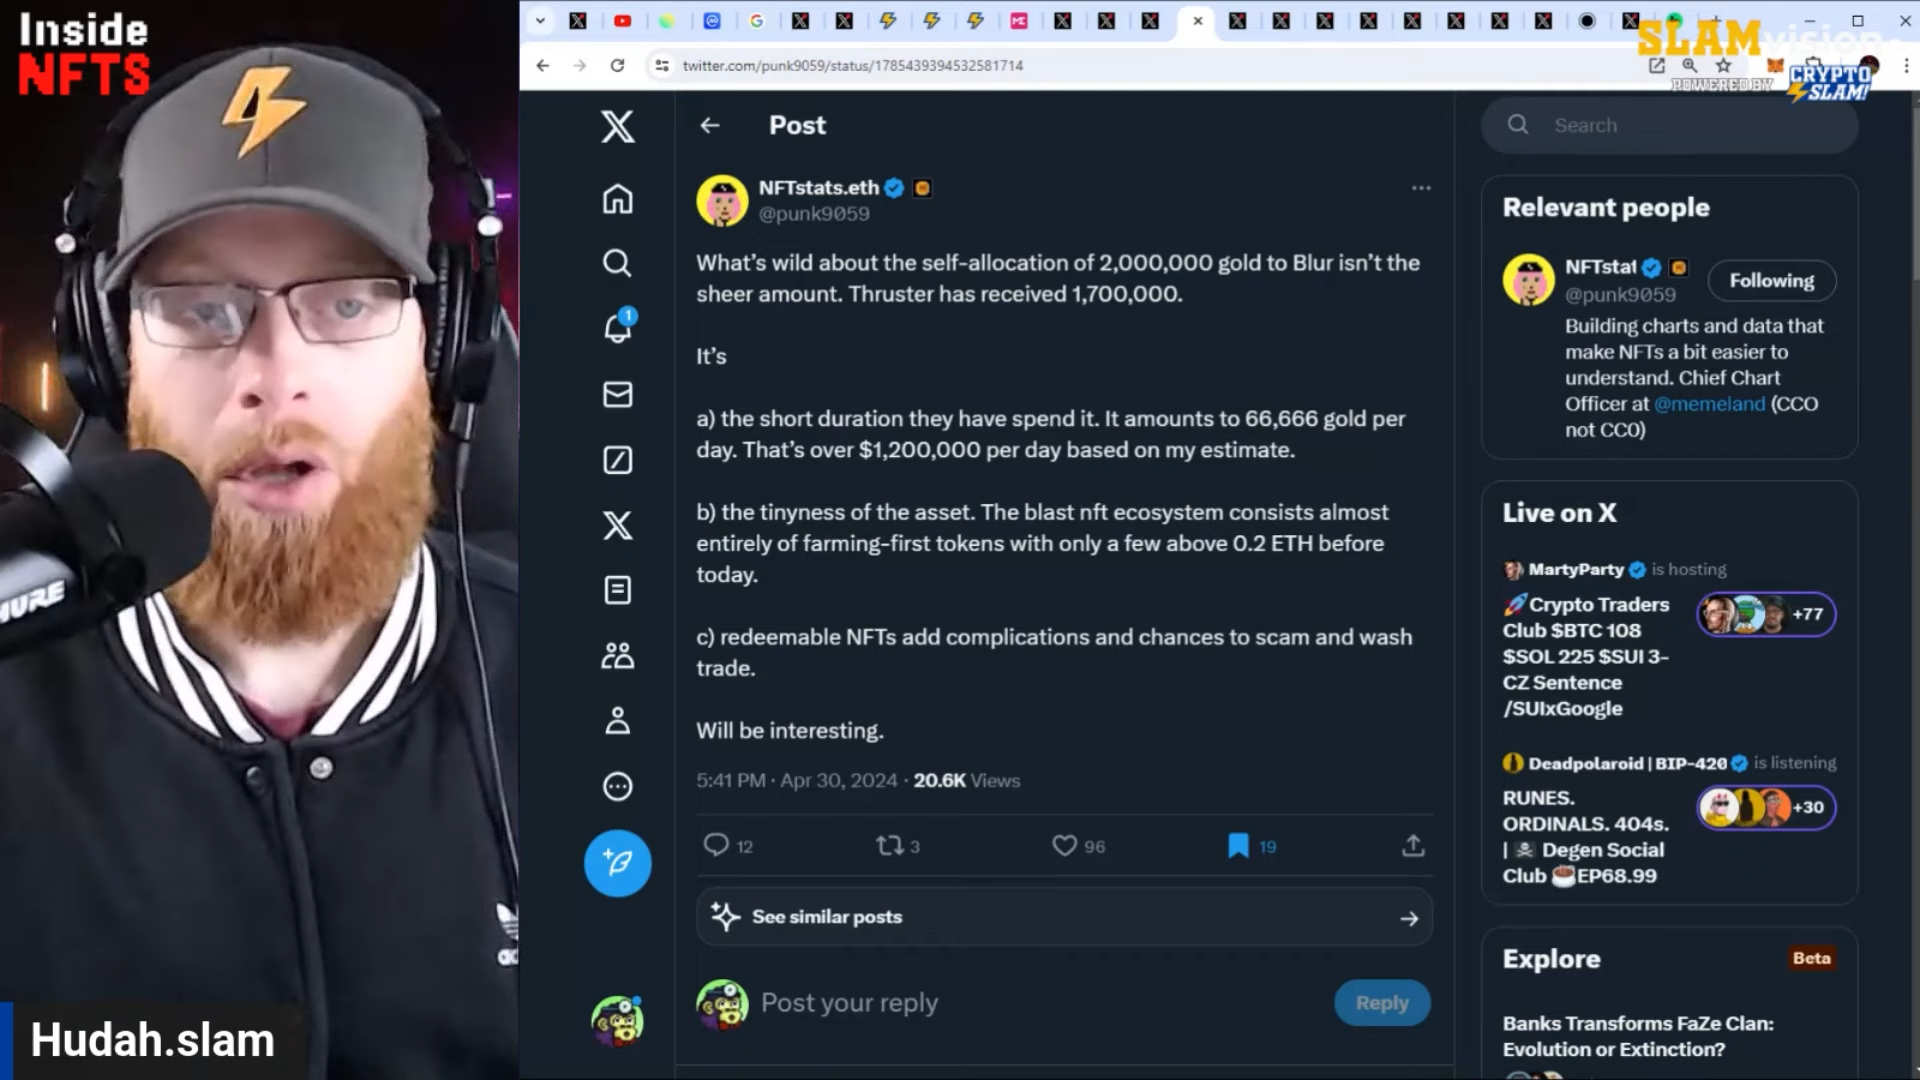 Inside
NFTS
twitter.com/punk9059/status/1785439394532581714
SLAMvision
POWERED BY
CRYPTO
SLAM!
Post
Search
NFTstats.eth
@punk9059
What's wild about the self-allocation of 2,000,000 gold to Blur isn't the
sheer amount. Thruster has received 1,700,000.
It's
a) the short duration they have spend it. It amounts to 66,666 gold per
day. That's over $1,200,000 per day based on my estimate.
b) the tinyness of the asset. The blast nft ecosystem consists almost
entirely of farming-first tokens with only a few above 0.2 ETH before
today.
c) redeemable NFTs add complications and chances to scam and wash
trade.
Will be interesting.
5:41 PM · Apr 30, 2024 · 20.6K Views
12
3
96
19
See similar posts
Post your reply
Reply
1
Relevant people
NFTstat
@punk9059
Following
Building charts and data that
make NFTs a bit easier to
understand. Chief Chart
Officer at @memeland (CCO
not CC0)
Live on X
MartyParty is hosting
🚀Crypto Traders
Club $BTC 108
$SOL 225 $SUI 3-
CZ Sentence
/SUIxGoogle
+77
Deadpolaroid | BIP-420 is listening
RUNES.
ORDINALS. 404s.
| ☠️ Degen Social
Club ☕EP68.99
+30
Explore
Beta
Banks Transforms FaZe Clan:
Evolution or Extinction?
HURE
Hudah.slam